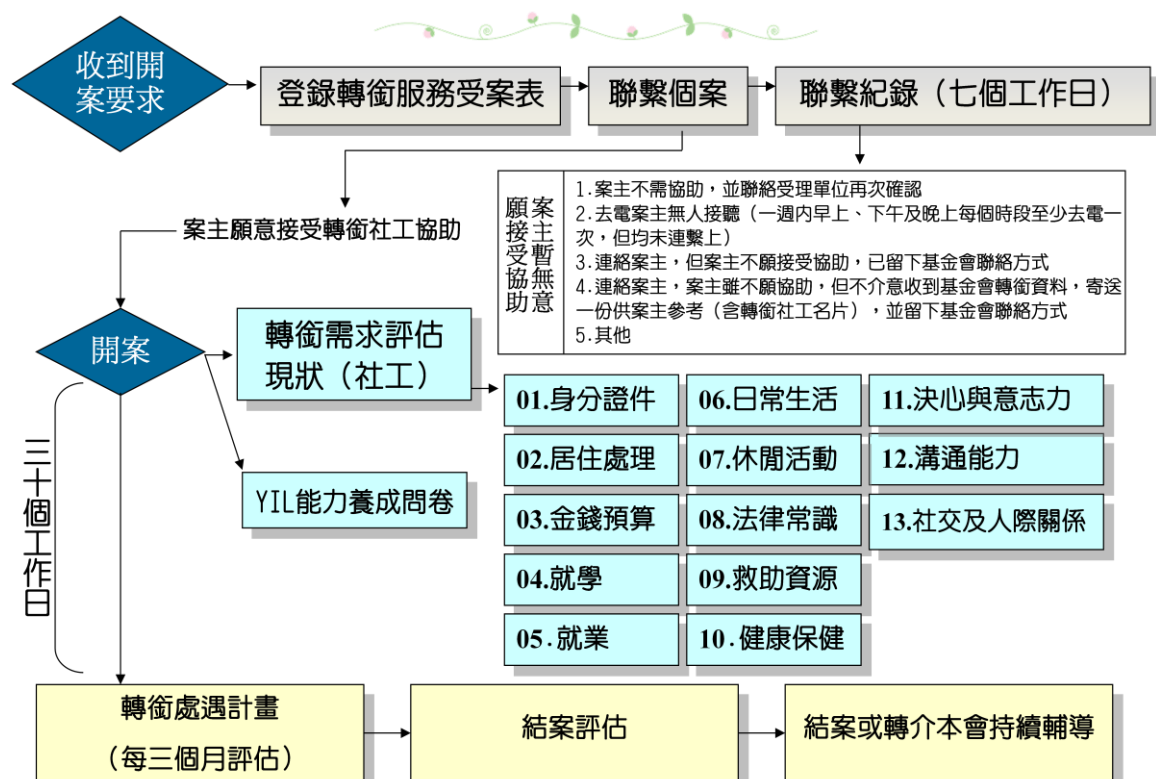 收到開
案要求
登錄轉銜服務受案表
聯繫個案
聯繫紀錄（七個工作日）
案主願意接受轉銜社工協助
案主暫無意
願接受協助
1.案主不需協助，並聯絡受理單位再次確認
2.去電案主無人接聽（一週內早上、下午及晚上每個時段至少去電一
次，但均未連繫上）
3.連絡案主，但案主不願接受協助，已留下基金會聯絡方式
4.連絡案主，案主雖不願協助，但不介意收到基金會轉銜資料，寄送
一份供案主參考（含轉銜社工名片），並留下基金會聯絡方式
5.其他
開案
轉銜需求評估
現狀（社工）
YIL能力養成問卷
三十個工作日
01.身分證件
02.居住處理
03.金錢預算
04.就學
05.就業
06.日常生活
07.休閒活動
08.法律常識
09.救助資源
10.健康保健
11.決心與意志力
12.溝通能力
13.社交及人際關係
轉銜處遇計畫
（每三個月評估）
結案評估
結案或轉介本會持續輔導